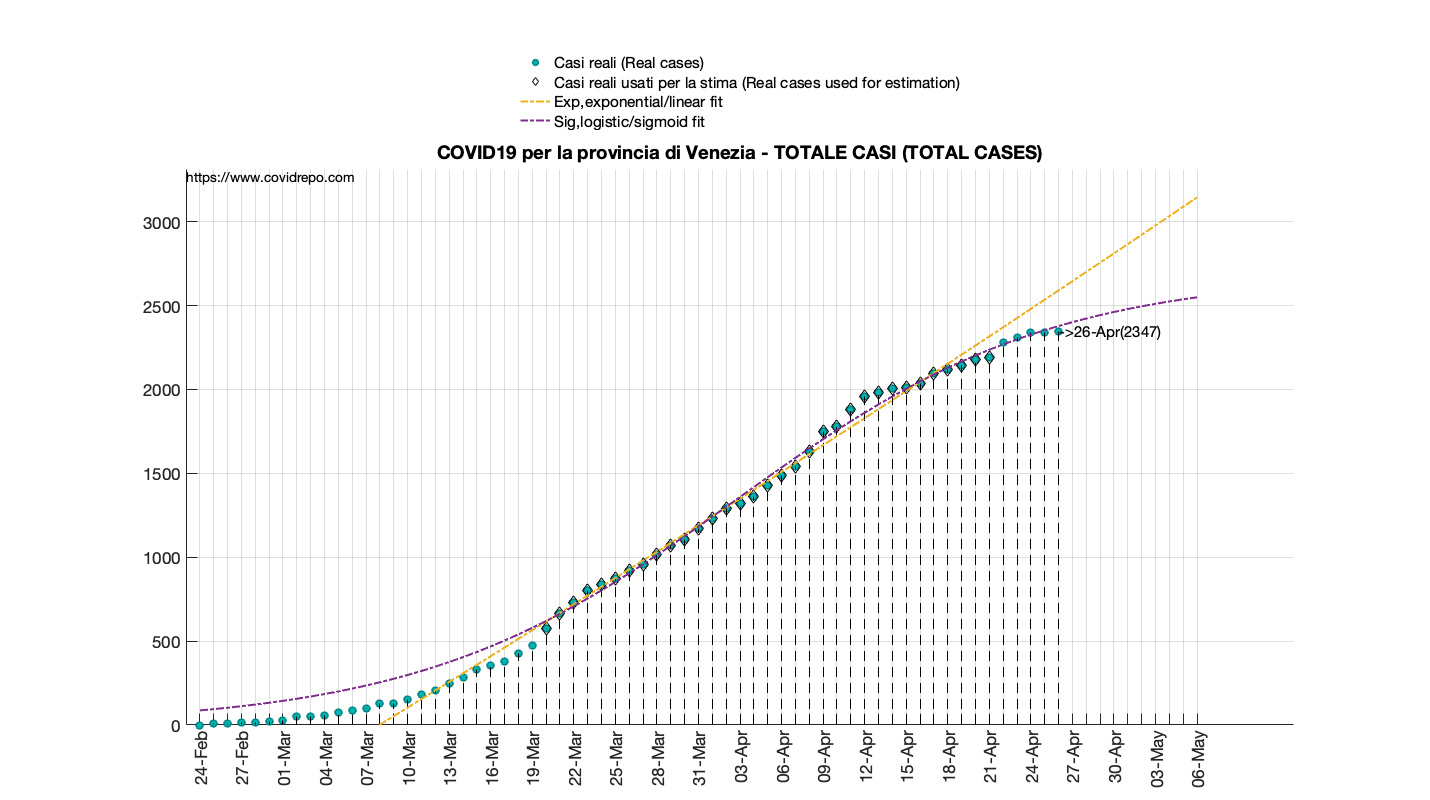 Casi reali (Real cases)
Casi reali usati per la stima (Real cases used for estimation)
Exp,exponential/linear fit
Sig,logistic/sigmoid fit
COVID19 per la provincia di Venezia - TOTALE CASI (TOTAL CASES)
https://www.covidrepo.com
3000
2500
>26-Apr(2347)
2000
1500
1000
500
0
24-Feb
27-Feb
01-Mar
04-Mar
07-Mar
10-Mar
13-Mar
16-Mar
19-Mar
22-Mar
25-Mar
28-Mar
31-Mar
03-Apr
06-Apr
09-Apr
12-Apr
15-Apr
18-Apr
21-Apr
24-Apr
27-Apr
30-Apr
03-May
06-May